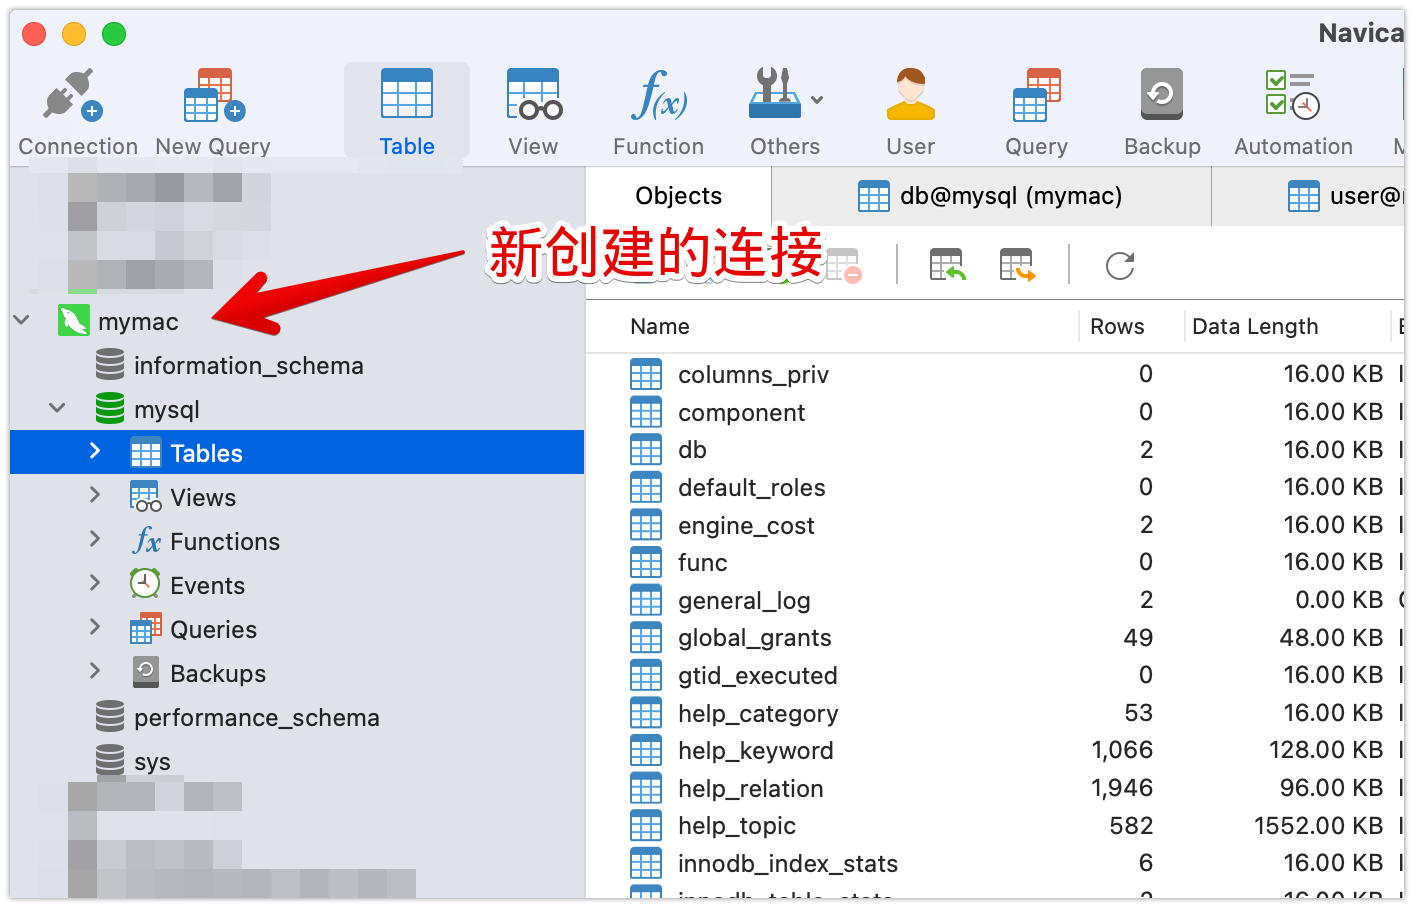 Navica
Connection
New Query
Table
View
Function
Others
User
Query
Backup
Automation
Objects
db@mysql (mymac)
user@
新创建的连接
mymac
information_schema
mysql
Tables
Views
Functions
Events
Queries
Backups
performance_schema
sys
Name Rows Data Length
columns_priv 0 16.00 KB
component 0 16.00 KB
db 2 16.00 KB
default_roles 0 16.00 KB
engine_cost 2 16.00 KB
func 0 16.00 KB
general_log 2 0.00 KB
global_grants 49 48.00 KB
gtid_executed 0 16.00 KB
help_category 53 16.00 KB
help_keyword 1,066 128.00 KB
help_relation 1,946 96.00 KB
help_topic 582 1552.00 KB
innodb_index_stats 6 16.00 KB